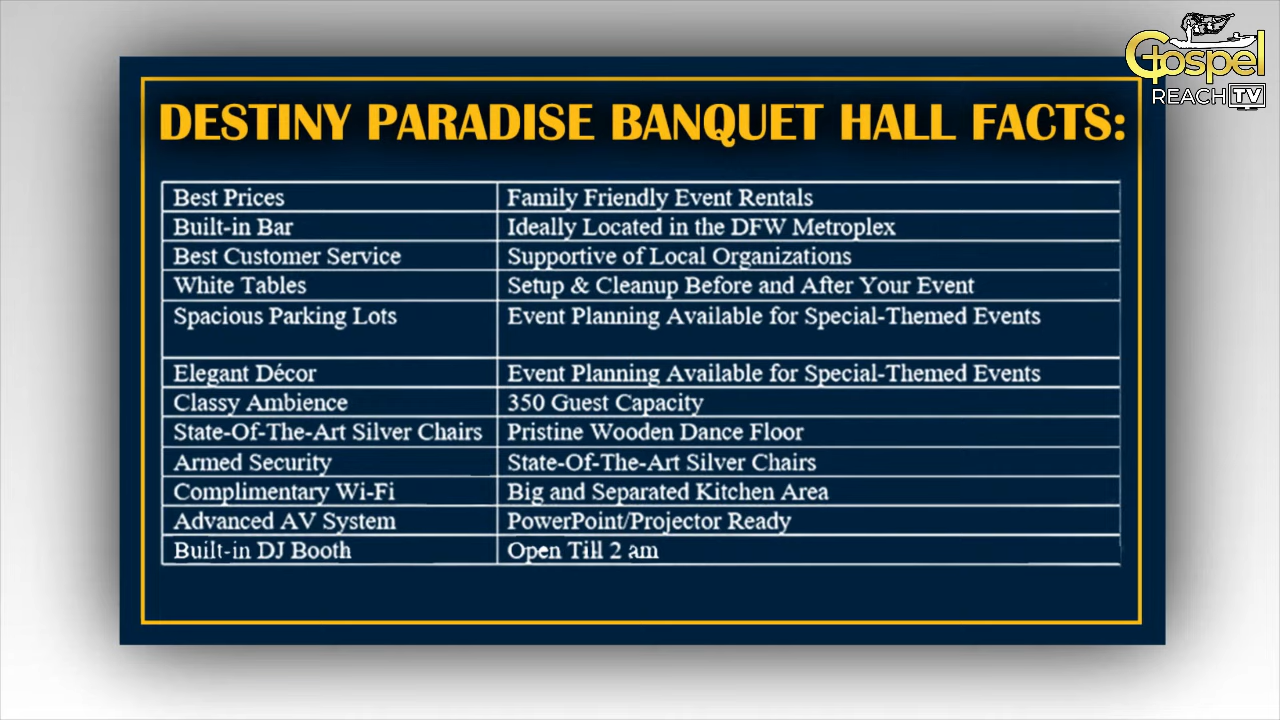 Gospel
REACH TV
DESTINY PARADISE BANQUET HALL FACTS:
Best Prices Family Friendly Event Rentals
Built-in Bar Ideally Located in the DFW Metroplex
Best Customer Service Supportive of Local Organizations
White Tables Setup & Cleanup Before and After Your Event
Spacious Parking Lots Event Planning Available for Special-Themed Events
Elegant Décor Event Planning Available for Special-Themed Events
Classy Ambience 350 Guest Capacity
State-Of-The-Art Silver Chairs Pristine Wooden Dance Floor
Armed Security State-Of-The-Art Silver Chairs
Complimentary Wi-Fi Big and Separated Kitchen Area
Advanced AV System PowerPoint/Projector Ready
Built-in DJ Booth Open Till 2 am